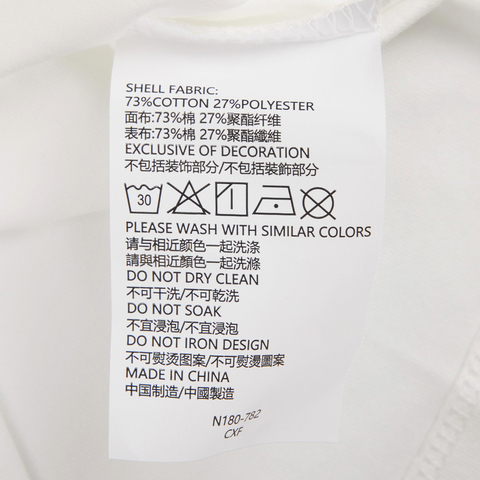 SHELL FABRIC:
73%COTTON 27%POLYESTER
面布:73%棉 27%聚酯纤维
表布:73%棉 27%聚酯纖維
EXCLUSIVE OF DECORATION
不包括装饰部分/不包括裝飾部分
30
PLEASE WASH WITH SIMILAR COLORS
请与相近颜色一起洗涤
請與相近顏色一起洗滌
DO NOT DRY CLEAN
不可干洗/不可乾洗
DO NOT SOAK
不宜浸泡/不宜浸泡
DO NOT IRON DESIGN
不可熨烫图案/不可熨燙圖案
MADE IN CHINA
中国制造/中國製造
N180-782
CXF